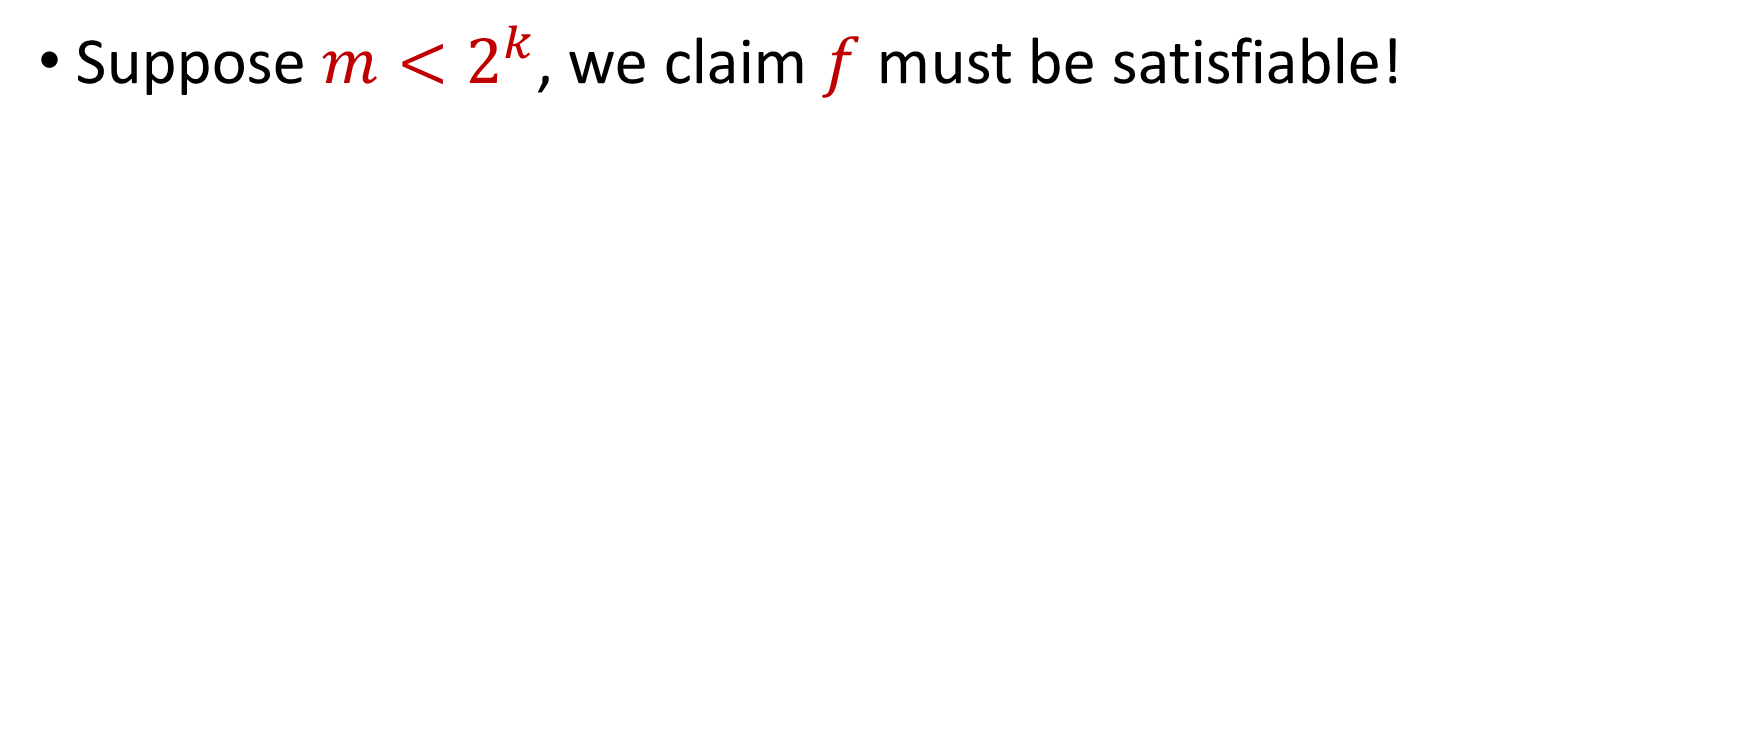 • Suppose $m < 2^k$, we claim $f$ must be satisfiable!